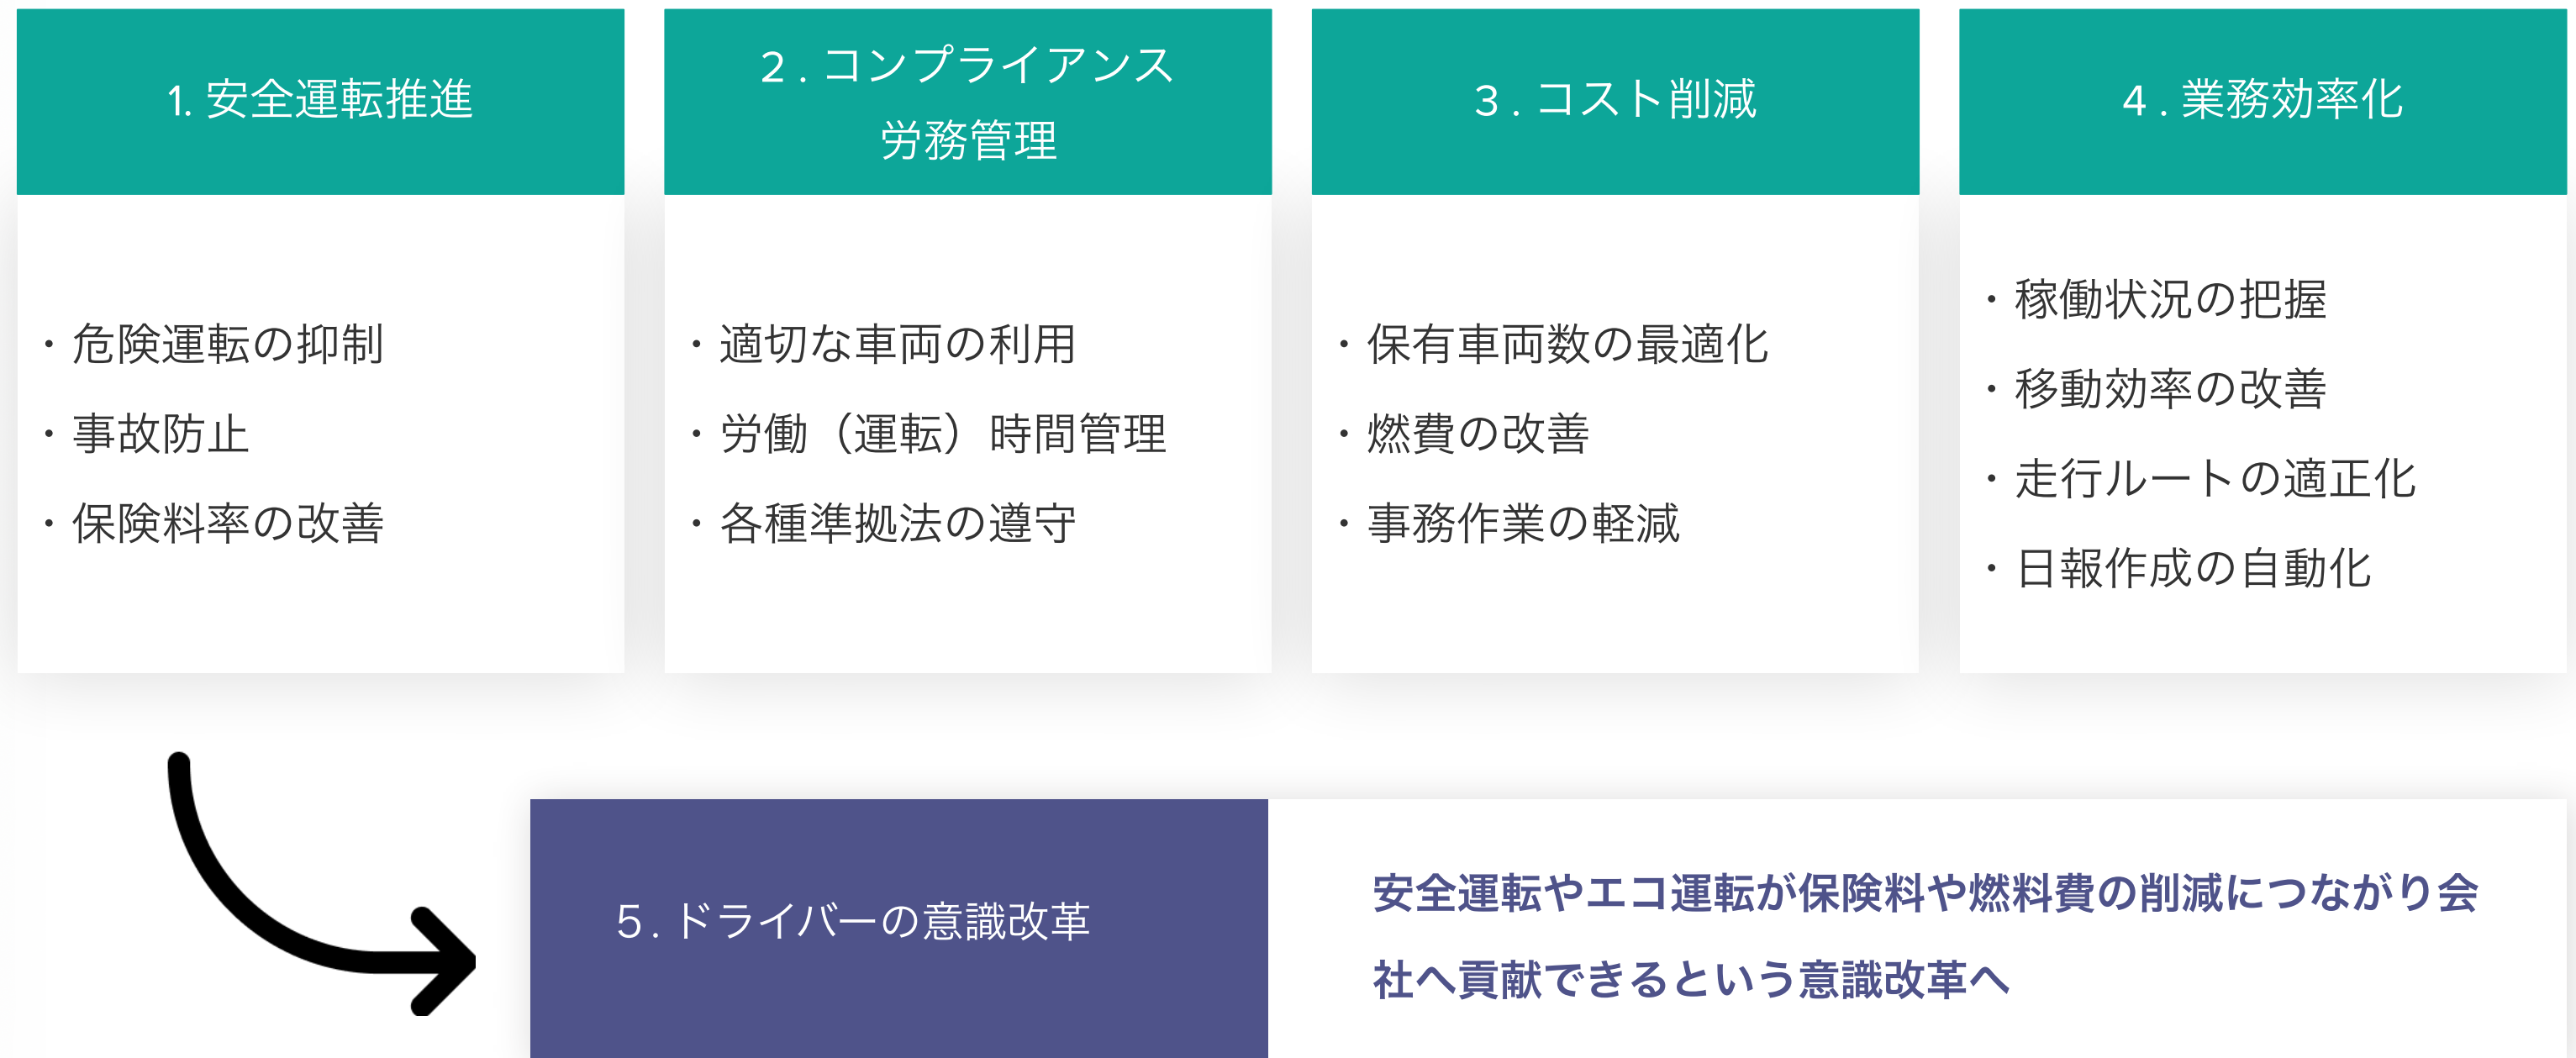 1. 安全運転推進
・危険運転の抑制
・事故防止
・保険料率の改善
2 . コンプライアンス
労務管理
・適切な車両の利用
・労働（運転）時間管理
・各種準拠法の遵守
3 . コスト削減
・保有車両数の最適化
・燃費の改善
・事務作業の軽減
4 . 業務効率化
・稼働状況の把握
・移動効率の改善
・走行ルートの適正化
・日報作成の自動化
5 . ドライバーの意識改革
安全運転やエコ運転が保険料や燃料費の削減につながり会
社へ貢献できるという意識改革へ